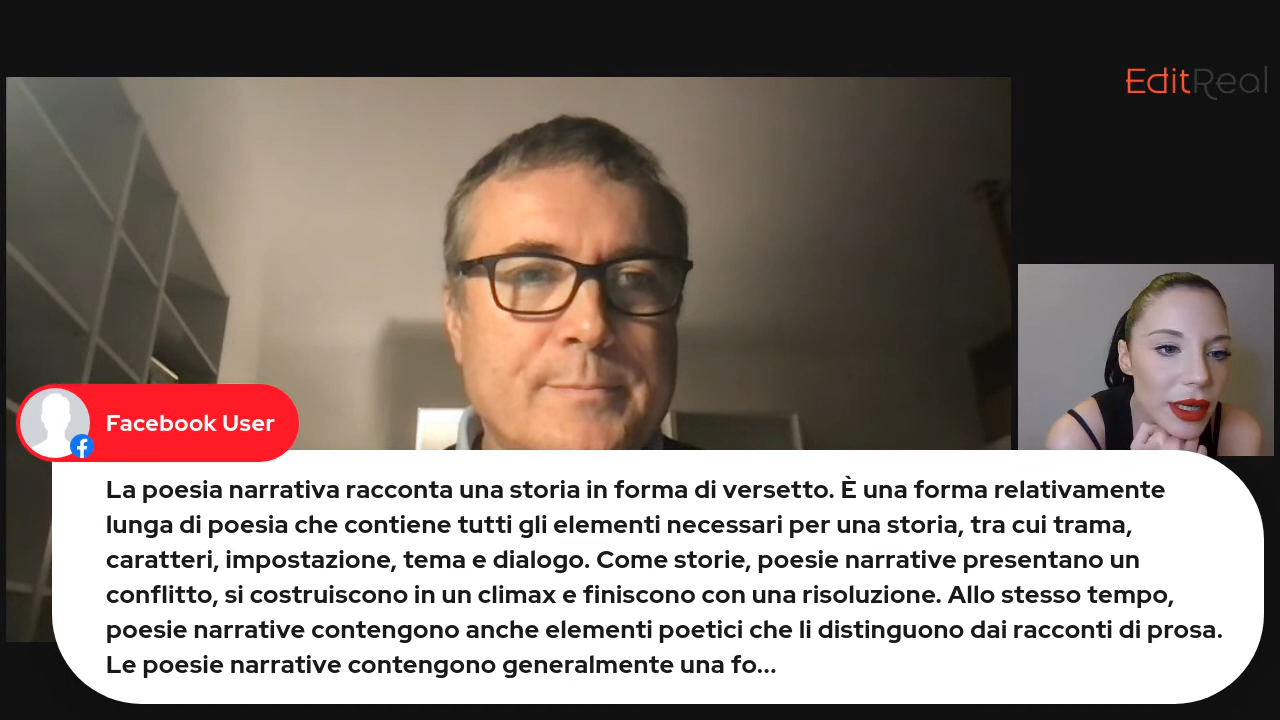 EditReal
Facebook User
La poesia narrativa racconta una storia in forma di versetto. È una forma relativamente
lunga di poesia che contiene tutti gli elementi necessari per una storia, tra cui trama,
caratteri, impostazione, tema e dialogo. Come storie, poesie narrative presentano un
conflitto, si costruiscono in un climax e finiscono con una risoluzione. Allo stesso tempo,
poesie narrative contengono anche elementi poetici che li distinguono dai racconti di prosa.
Le poesie narrative contengono generalmente una fo...